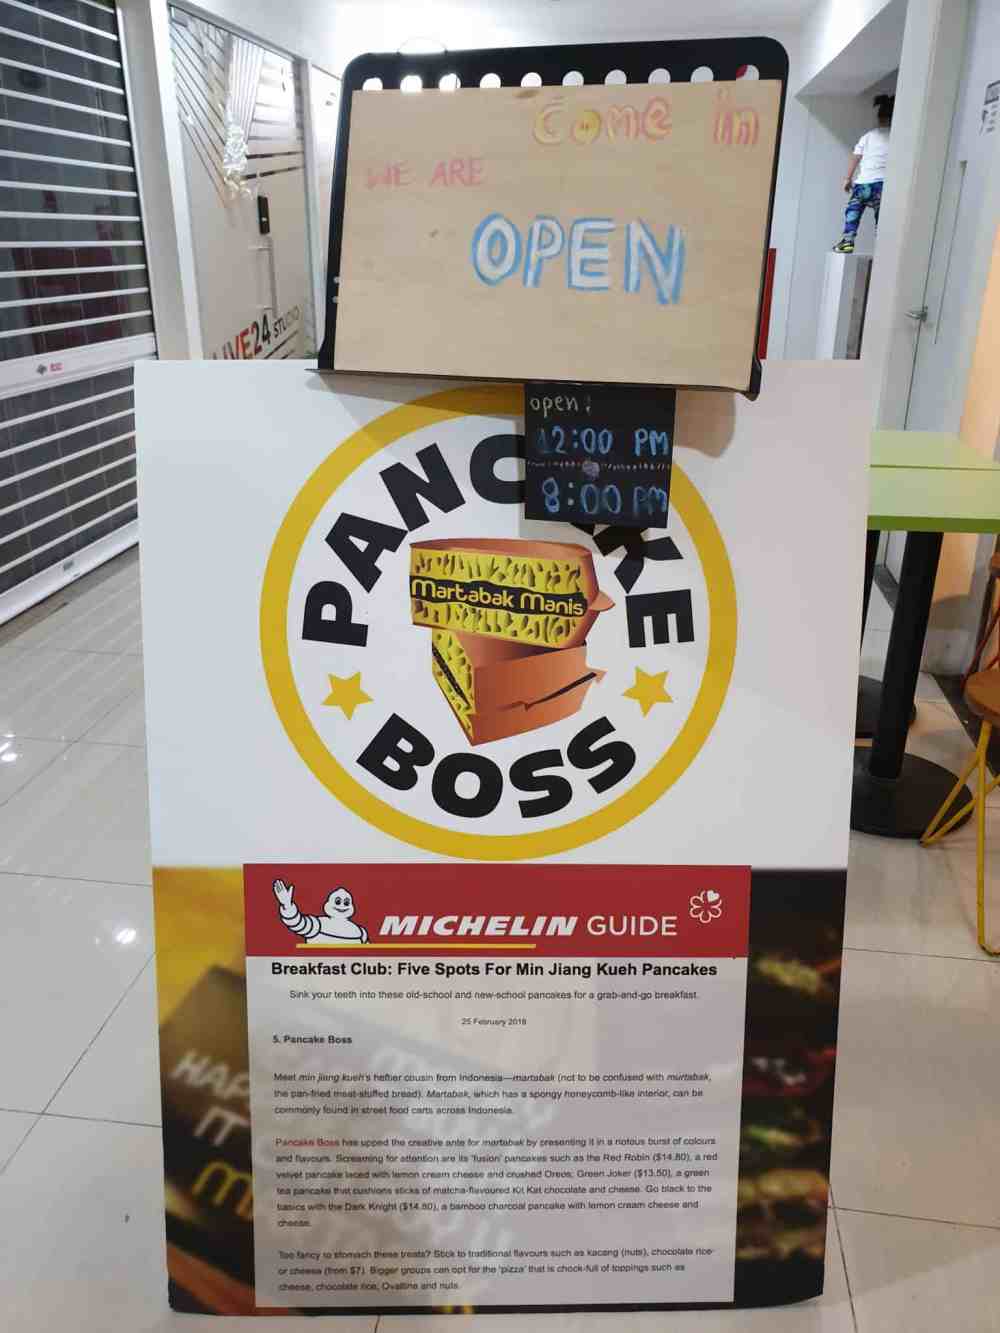 Come in
WE ARE
OPEN
LIVE24 STUDIO
open:
12:00 PM
8:00 PM
PANCAKE
Martabak Manis
BOSS
MICHELIN GUIDE
Breakfast Club: Five Spots For Min Jiang Kueh Pancakes
Sink your teeth into these old-school and new-school pancakes for a grab-and-go breakfast.
25 February 2018
5. Pancake Boss
Meet min jiang kueh's heftier cousin from Indonesia—martabak (not to be confused with murtabak,
the pan-fried meat-stuffed bread). Martabak, which has a spongy honeycomb-like interior, can be
commonly found in street food carts across Indonesia.
Pancake Boss has upped the creative ante for martabak by presenting it in a riotous burst of colours
and flavours. Screaming for attention are its 'fusion' pancakes such as the Red Robin ($14.80), a red
velvet pancake laced with lemon cream cheese and crushed Oreos; Green Joker ($13.50), a green
tea pancake that cushions sticks of matcha-flavoured Kit Kat chocolate and cheese. Go black to the
basics with the Dark Knight ($14.80), a bamboo charcoal pancake with lemon cream cheese and
cheese.
Too fancy to stomach these treats? Stick to traditional flavours such as kacang (nuts), chocolate rice
or cheese (from $7). Bigger groups can opt for the 'pizza' that is chock-full of toppings such as
cheese, chocolate rice, Ovaltine and nuts.